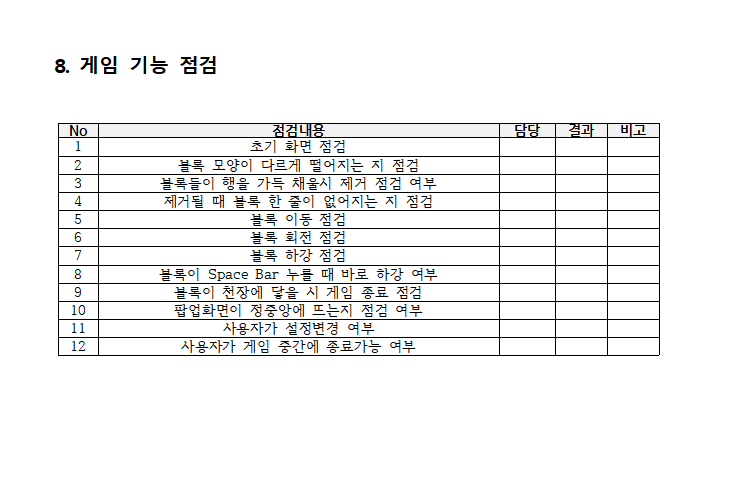 8. 게임 기능 점검
No 점검내용 담당 결과 비고
1 초기 화면 점검
2 블록 모양이 다르게 떨어지는 지 점검
3 블록들이 행을 가득 채울시 제거 점검 여부
4 제거될 때 블록 한 줄이 없어지는 지 점검
5 블록 이동 점검
6 블록 회전 점검
7 블록 하강 점검
8 블록이 Space Bar 누를 때 바로 하강 여부
9 블록이 천장에 닿을 시 게임 종료 점검
10 팝업화면이 정중앙에 뜨는지 점검 여부
11 사용자가 설정변경 여부
12 사용자가 게임 중간에 종료가능 여부